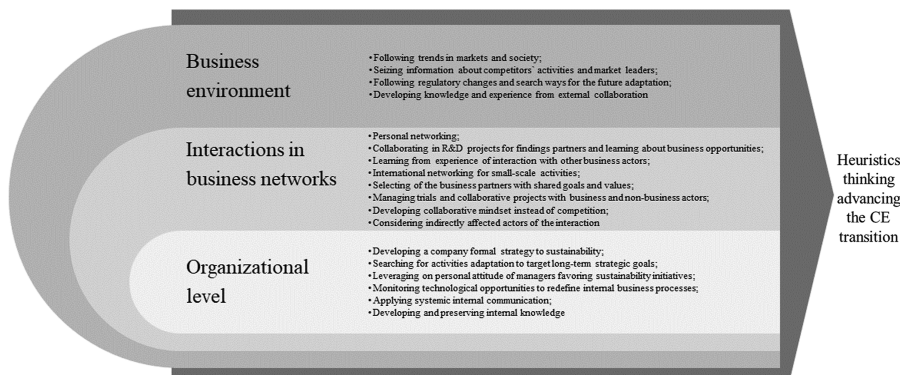 Business
environment
•Following trends in markets and society;
•Seizing information about competitors` activities and market leaders;
•Following regulatory changes and search ways for the future adaptation;
•Developing knowledge and experience from external collaboration
Interactions in
business networks
•Personal networking;
•Collaborating in R&D projects for findings partners and learning about business opportunities;
•Learning from experience of interaction with other business actors;
•International networking for small-scale activities;
•Selecting of the business partners with shared goals and values;
•Managing trials and collaborative projects with business and non-business actors;
•Developing collaborative mindset instead of competition;
•Considering indirectly affected actors of the interaction
Organizational
level
•Developing a company formal strategy to sustainability;
•Searching for activities adaptation to target long-term strategic goals;
•Leveraging on personal attitude of managers favoring sustainability initiatives;
•Monitoring technological opportunities to redefine internal business processes;
•Applying systemic internal communication;
•Developing and preserving internal knowledge
Heuristics
thinking
advancing
the CE
transition